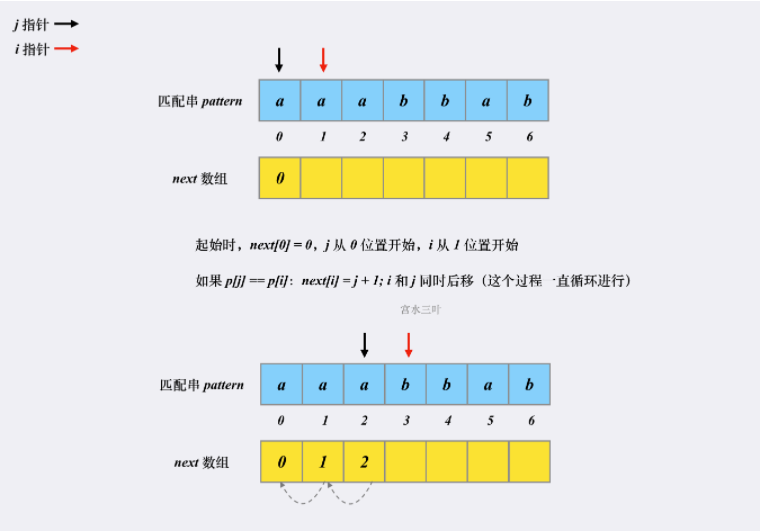 j 指针
i 指针
匹配串 pattern a a a b b a b
0 1 2 3 4 5 6
next 数组 0
起始时，next[0] = 0，j 从 0 位置开始，i 从 1 位置开始
如果 p[j] == p[i]：next[i] = j + 1; i 和 j 同时后移（这个过程一直循环进行）
宫水三叶
匹配串 pattern a a a b b a b
0 1 2 3 4 5 6
next 数组 0 1 2